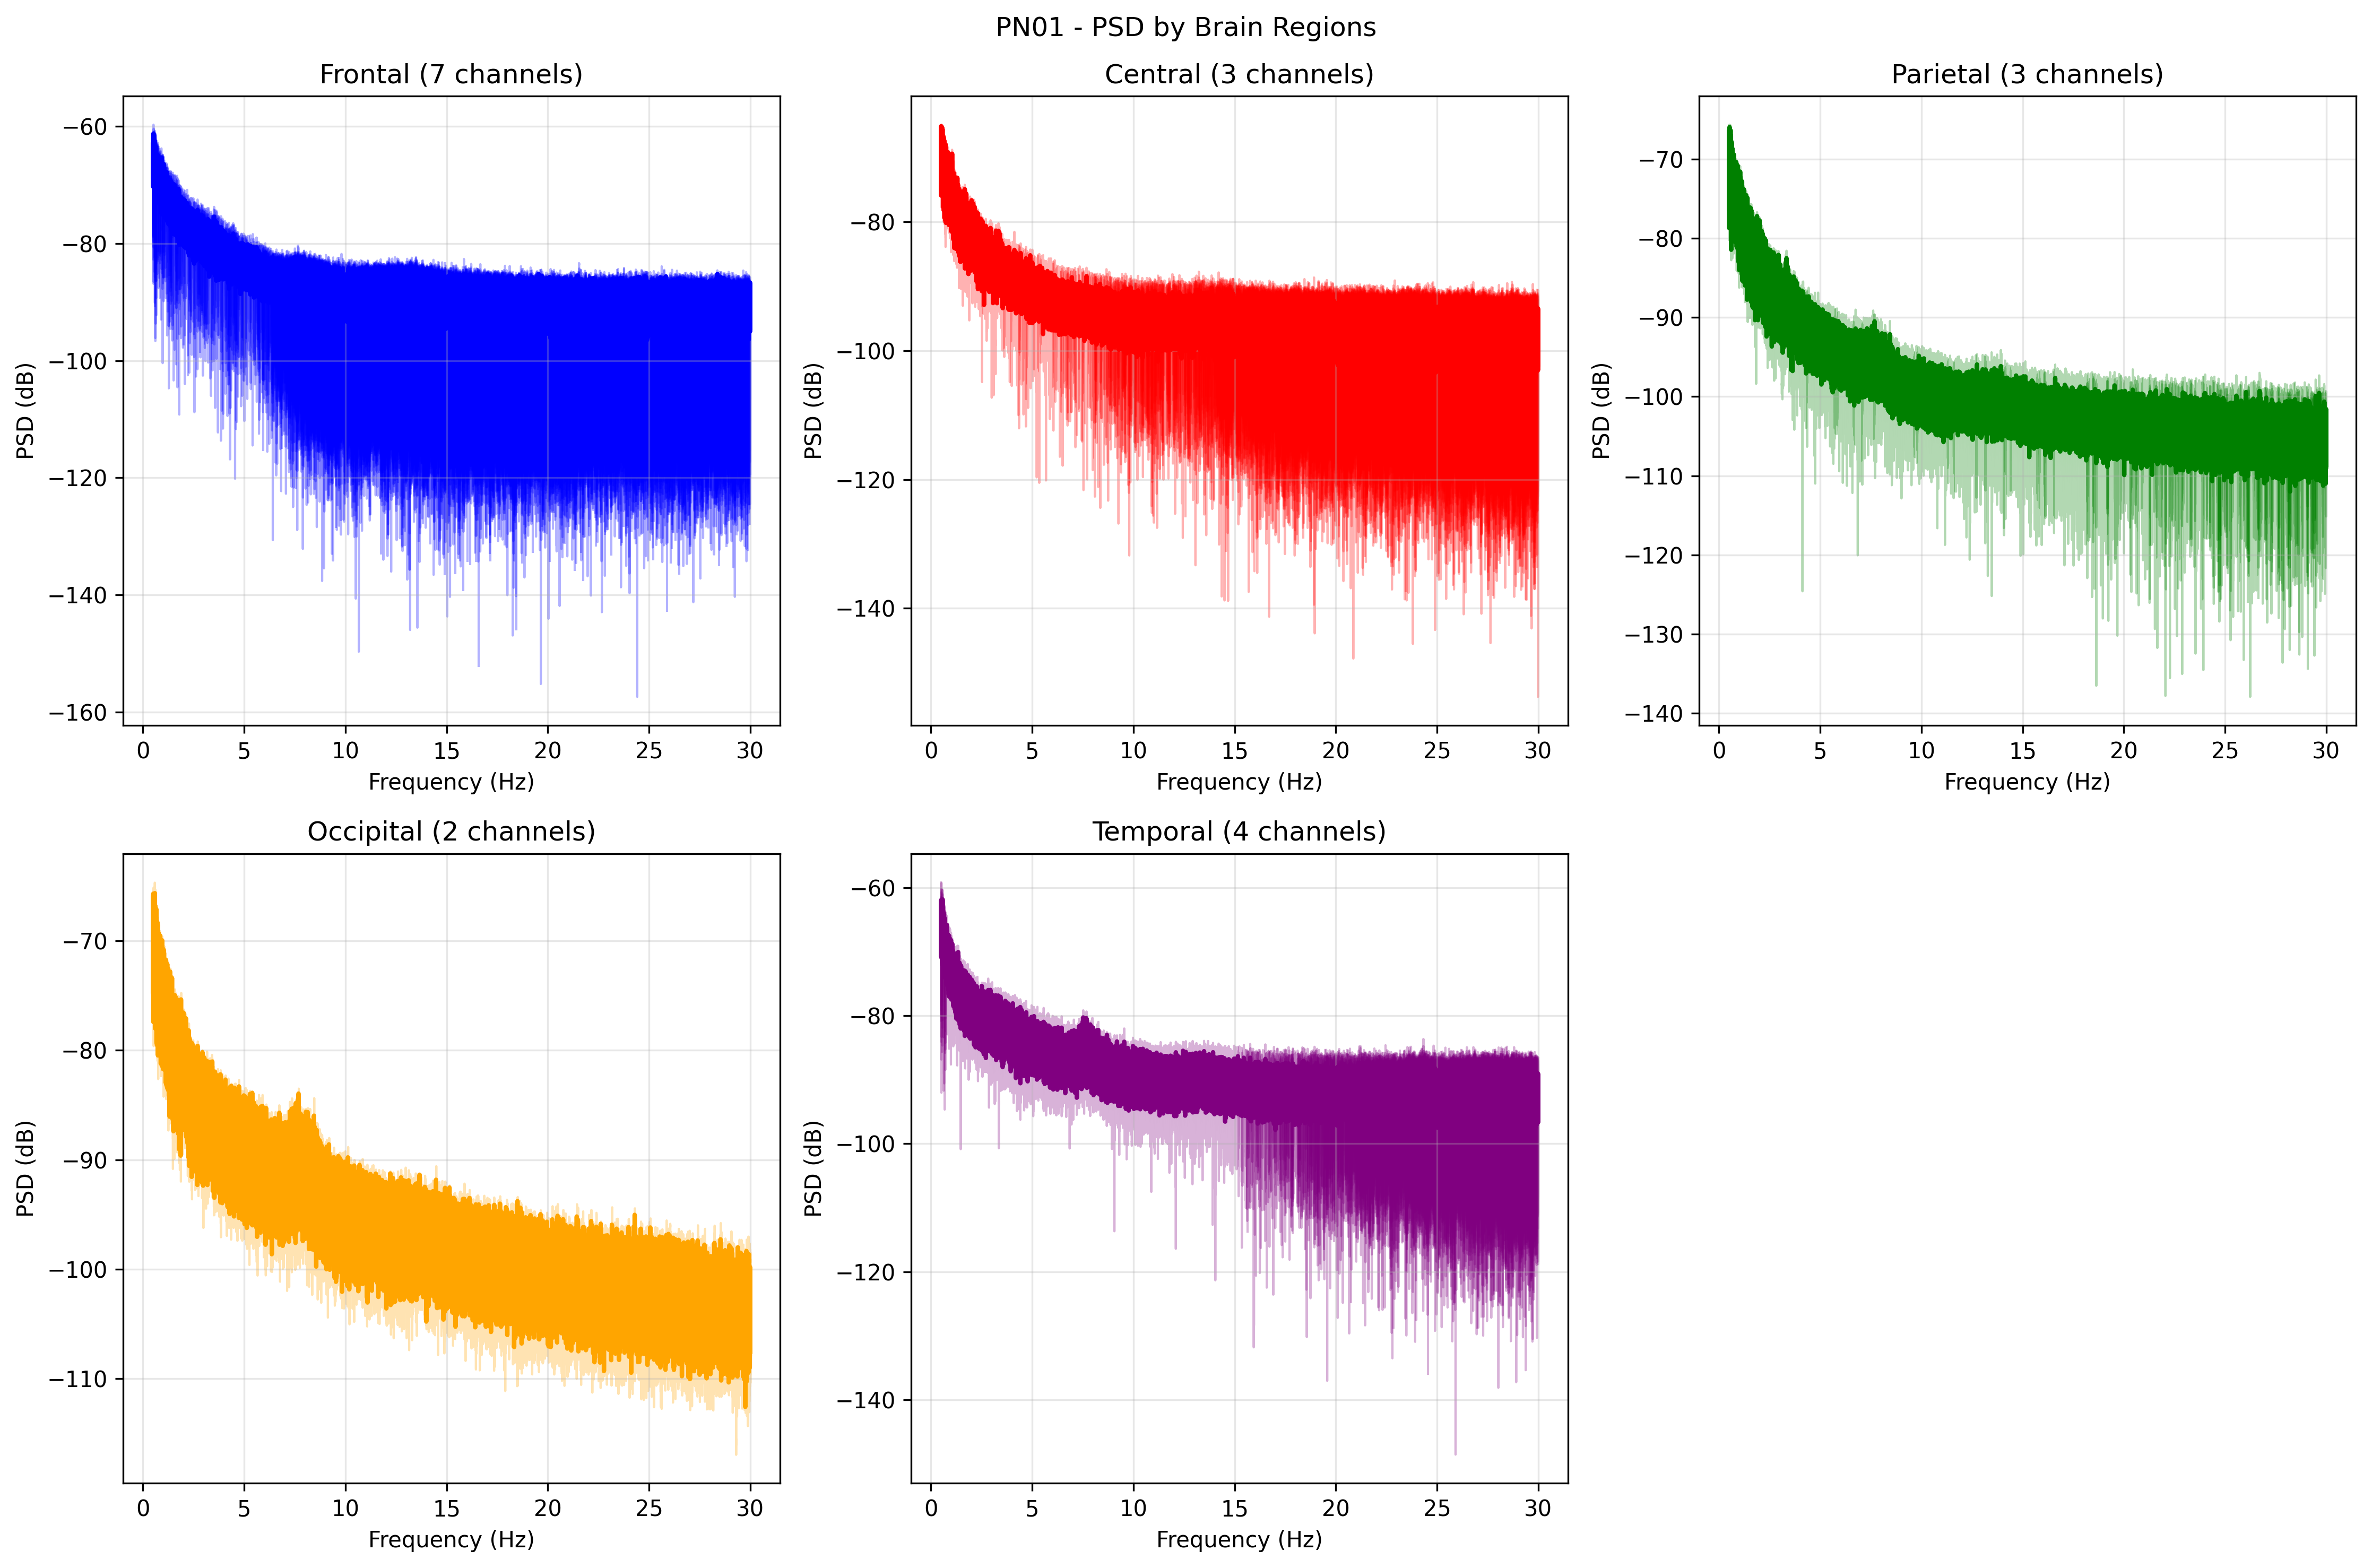 PN01 - PSD by Brain Regions
Frontal (7 channels)
PSD (dB)
−60
−80
−100
−120
−140
−160
0 5 10 15 20 25 30
Frequency (Hz)
Central (3 channels)
PSD (dB)
−80
−100
−120
−140
0 5 10 15 20 25 30
Frequency (Hz)
Parietal (3 channels)
PSD (dB)
−70
−80
−90
−100
−110
−120
−130
−140
0 5 10 15 20 25 30
Frequency (Hz)
Occipital (2 channels)
PSD (dB)
−70
−80
−90
−100
−110
0 5 10 15 20 25 30
Frequency (Hz)
Temporal (4 channels)
PSD (dB)
−60
−80
−100
−120
−140
0 5 10 15 20 25 30
Frequency (Hz)